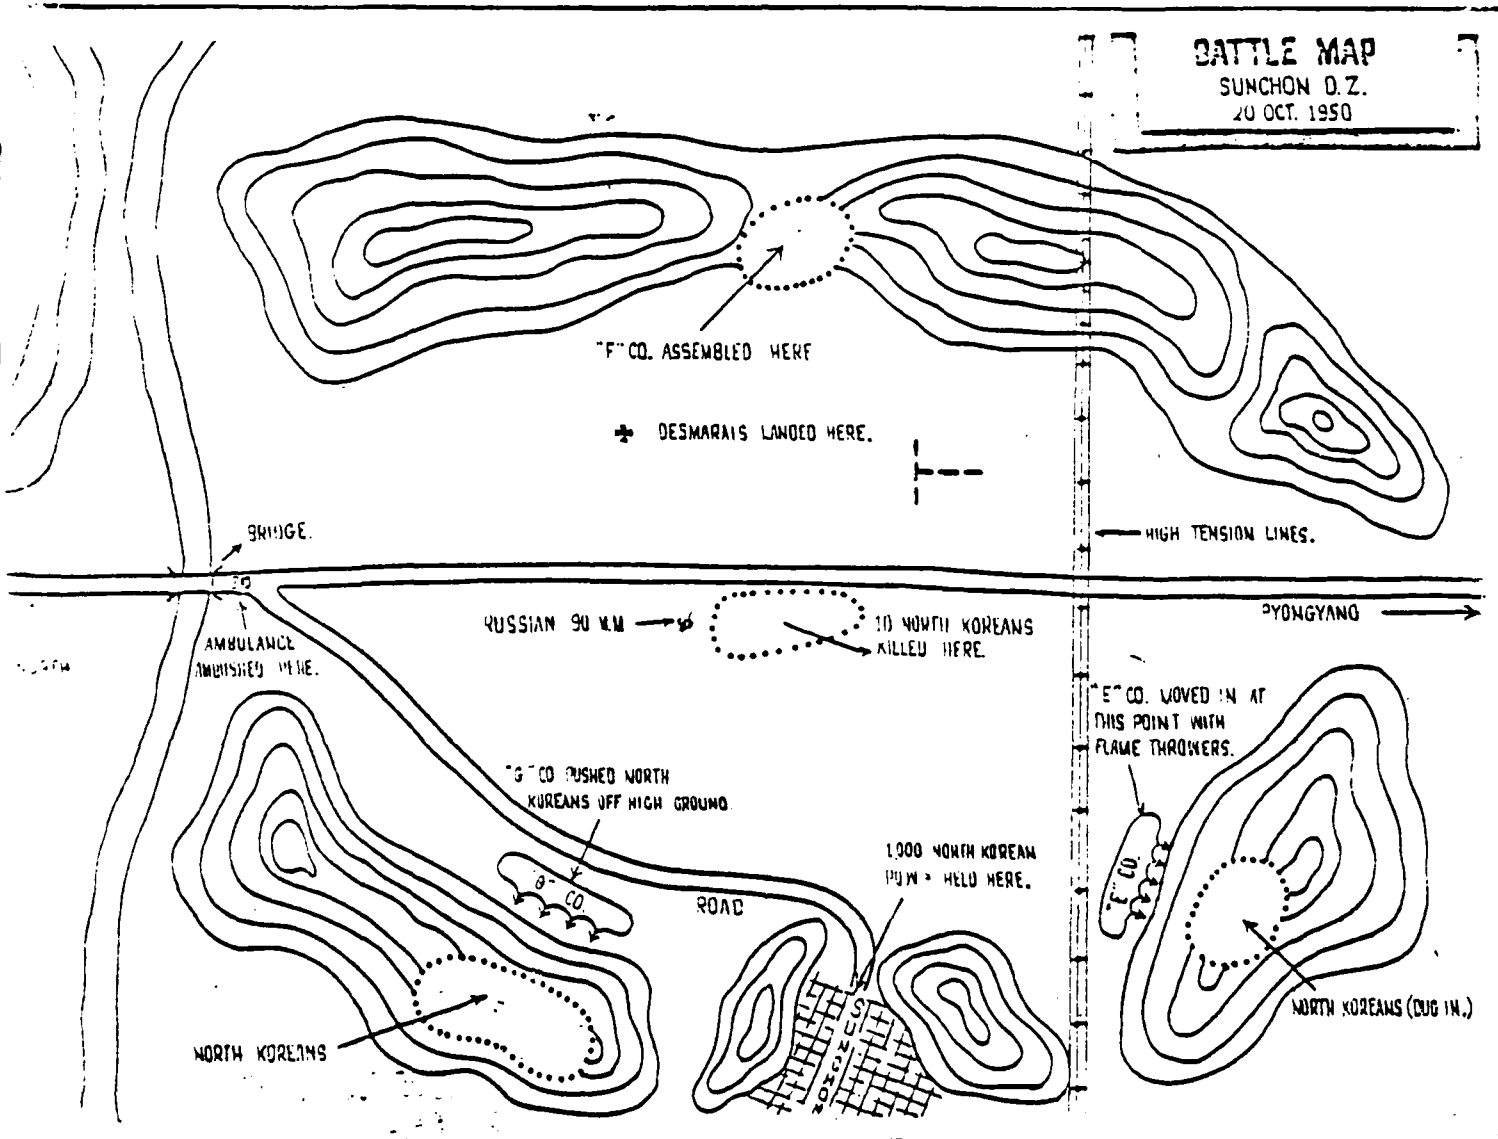 BATTLE MAP
SUNCHON D.Z.
20 OCT. 1950
"F" CO. ASSEMBLED HERE
DESMARAIS LANDED HERE.
BRIDGE.
HIGH TENSION LINES.
PYONGYANG
RUSSIAN 90 M.M
10 NORTH KOREANS
KILLED HERE.
AMBULANCE
AMBUSHED HERE.
"E" CO. MOVED IN AT
THIS POINT WITH
FLAME THROWERS.
"G" CO PUSHED NORTH
KOREANS OFF HIGH GROUND.
1,000 NORTH KOREAN
HELD HERE.
"E" CO.
CO.
ROAD
SUNCHON
NORTH KOREANS (DUG IN.)
NORTH KOREANS